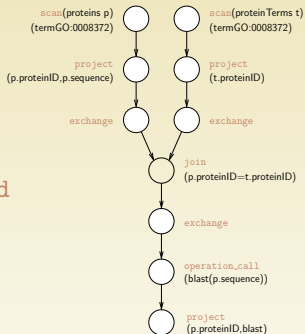 scan(proteins p)
(termGO:0008372)
scan(proteinTerms t)
(termGO:0008372)
project
(p.proteinID,p.sequence)
project
(t.proteinID)
exchange
exchange
join
(p.proteinID=t.proteinID)
d
exchange
operation_call
(blast(p.sequence))
project
(p.proteinID,blast)